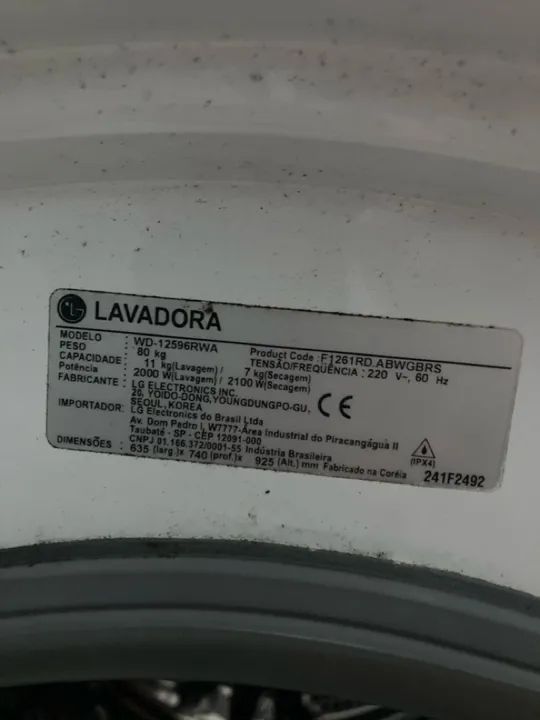 LG LAVADORA
MODELO : WD-12596RWA Product Code : F1261RD.ABWGBRS
PESO : 80 kg TENSÃO/FREQUÊNCIA : 220 V~, 60 Hz
CAPACIDADE : 11 kg(Lavagem) / 7 kg(Secagem)
Potência : 2000 W(Lavagem) / 2100 W(Secagem)
FABRICANTE : LG ELECTRONICS INC.
20, YOIDO-DONG, YOUNGDUNGPO-GU,
SEOUL, KOREA CE
IMPORTADOR: LG Electronics do Brasil Ltda
Av. Dom Pedro I, W7777-Área Industrial do Piracangágua II
Taubaté - SP - CEP 12091-000
CNPJ 01.166.372/0001-55 Indústria Brasileira (IPX4)
DIMENSÕES : 635 (larg.)x 740 (prof.)x 925 (Alt.) mm Fabricado na Coréia 241F2492